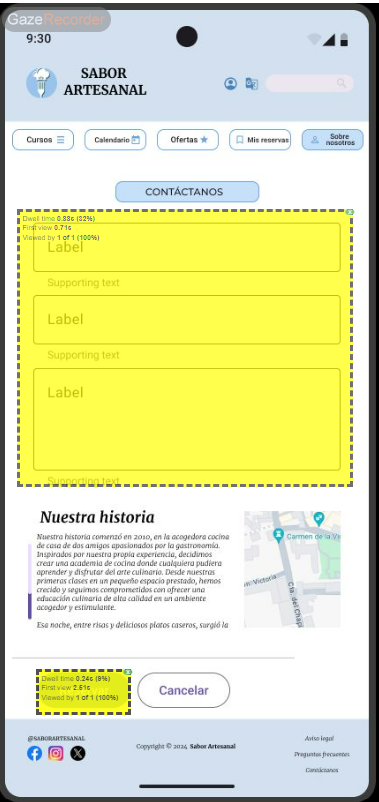 GazeRecorder
9:30
SABOR
ARTESANAL
Cursos
Calendario
Ofertas
Mis reservas
Sobre
nosotros
CONTÁCTANOS
Dwell time 0.88s (32%)
First view 0.71s
Viewed by 1 of 1 (100%)
Label
Supporting text
Label
Supporting text
Label
Supporting text
Nuestra historia
Nuestra historia comenzó en 2010, en la acogedora cocina
de casa de dos amigos apasionados por la gastronomía.
Inspirados por nuestra propia experiencia, decidimos
crear una academia de cocina donde cualquiera pudiera
aprender y disfrutar del arte culinario. Desde nuestras
primeras clases en un pequeño espacio prestado, hemos
crecido y seguimos comprometidos con ofrecer una
educación culinaria de alta calidad en un ambiente
acogedor y estimulante.
Esa noche, entre risas y deliciosos platos caseros, surgió la
Carmen de la Vi
Victoria
Cta. del Chapi
Dwell time 0.24s (9%)
First view 2.61s
Viewed by 1 of 1 (100%)
Cancelar
@SABORARTESANAL
Copyright © 2024 Sabor Artesanal
Aviso legal
Preguntas frecuentes
Contáctanos